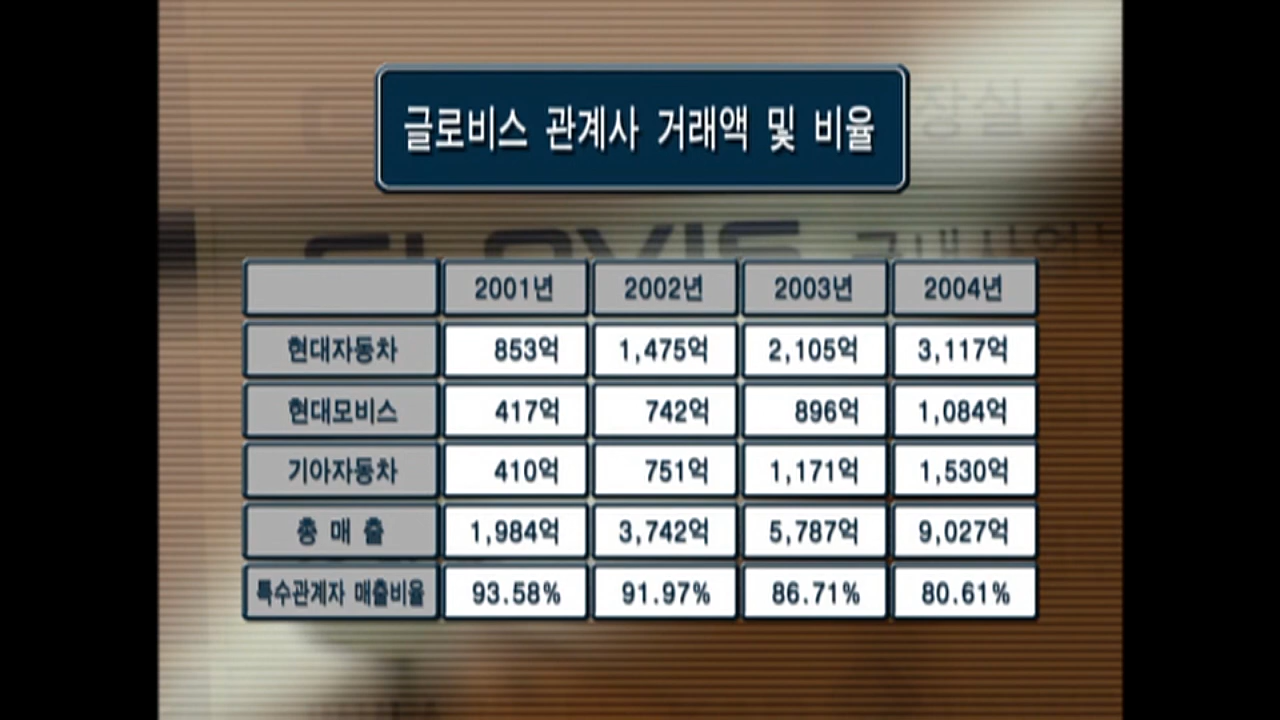 글로비스 관계사 거래액 및 비율
2001년 2002년 2003년 2004년
현대자동차 853억 1,475억 2,105억 3,117억
현대모비스 417억 742억 896억 1,084억
기아자동차 410억 751억 1,171억 1,530억
총 매 출 1,984억 3,742억 5,787억 9,027억
특수관계자 매출비율 93.58% 91.97% 86.71% 80.61%